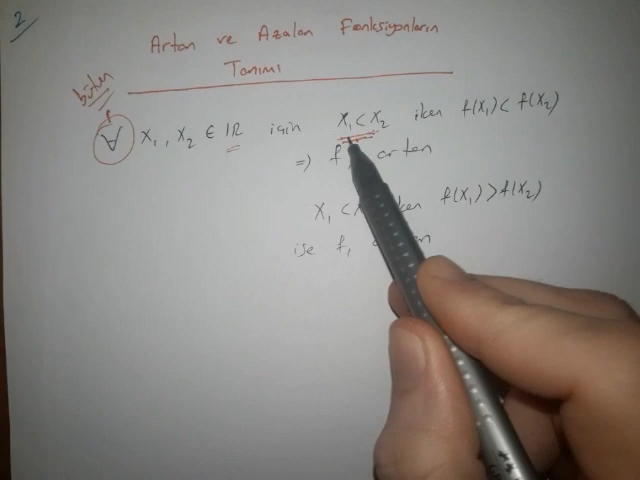 2
Artan ve Azalan Fonksiyonların
Tanımı
bütün
∀ x₁, x₂ ∈ IR için x₁ < x₂ iken f(x₁) < f(x₂)
=> f, artan
x₁ < f(x₁) > f(x₂)
ise f,